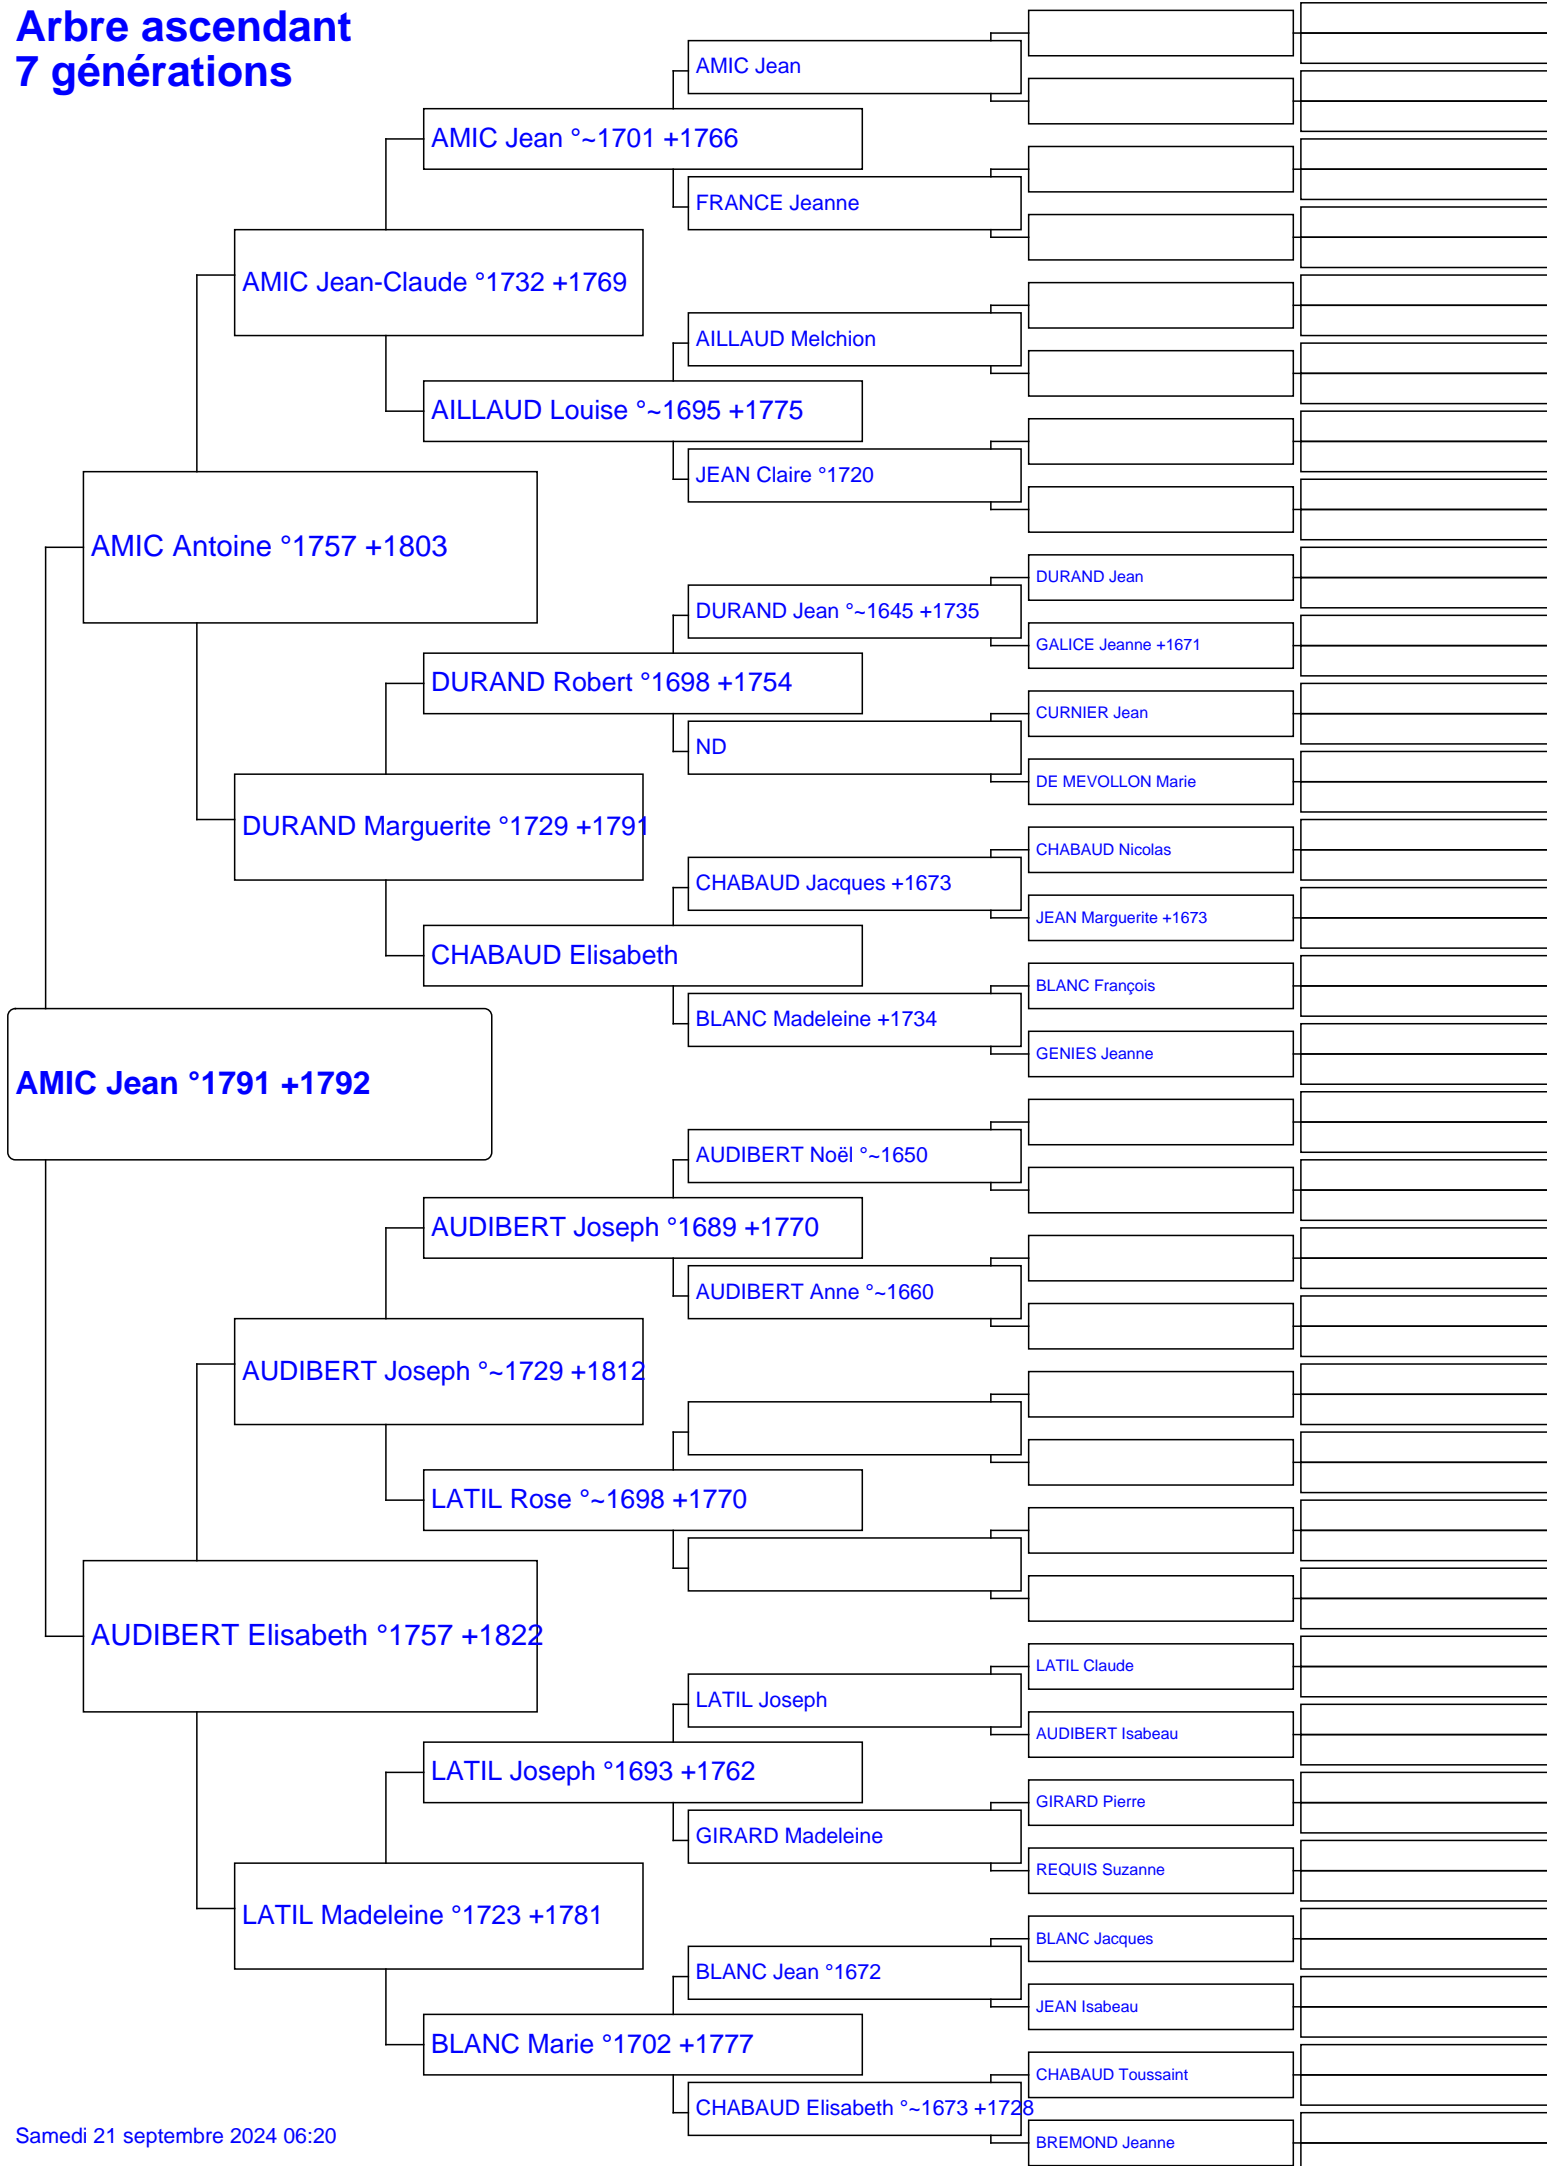 Arbre ascendant
7 générations
AMIC Jean
AMIC Jean °~1701 +1766
FRANCE Jeanne
AMIC Jean-Claude °1732 +1769
AILLAUD Melchion
AILLAUD Louise °~1695 +1775
JEAN Claire °1720
AMIC Antoine °1757 +1803
DURAND Jean
DURAND Jean °~1645 +1735
GALICE Jeanne +1671
DURAND Robert °1698 +1754
CURNIER Jean
ND
DE MEVOLLON Marie
DURAND Marguerite °1729 +1791
CHABAUD Nicolas
CHABAUD Jacques +1673
JEAN Marguerite +1673
CHABAUD Elisabeth
BLANC François
BLANC Madeleine +1734
GENIES Jeanne
AMIC Jean °1791 +1792
AUDIBERT Noël °~1650
AUDIBERT Joseph °1689 +1770
AUDIBERT Anne °~1660
AUDIBERT Joseph °~1729 +1812
LATIL Rose °~1698 +1770
AUDIBERT Elisabeth °1757 +1822
LATIL Claude
LATIL Joseph
AUDIBERT Isabeau
LATIL Joseph °1693 +1762
GIRARD Pierre
GIRARD Madeleine
REQUIS Suzanne
LATIL Madeleine °1723 +1781
BLANC Jacques
BLANC Jean °1672
JEAN Isabeau
BLANC Marie °1702 +1777
CHABAUD Toussaint
CHABAUD Elisabeth °~1673 +1728
BREMOND Jeanne
Samedi 21 septembre 2024 06:20